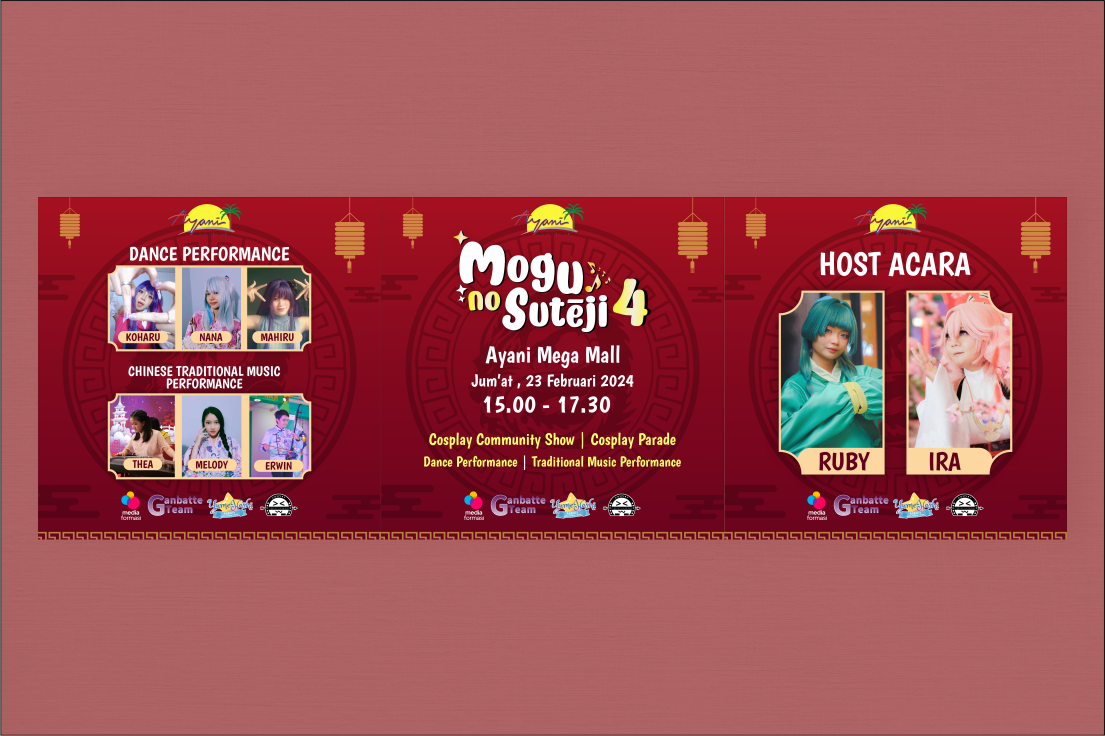 Ayani
DANCE PERFORMANCE
KOHARU
NANA
MAHIRU
CHINESE TRADITIONAL MUSIC
PERFORMANCE
THEA
MELODY
ERWIN
media
formasi
Ganbatte
Team
Ayani
Mogu
no Sutēji 4
Ayani Mega Mall
Jum'at , 23 Februari 2024
15.00 - 17.30
Cosplay Community Show | Cosplay Parade
Dance Performance | Traditional Music Performance
media
formasi
Ganbatte
Team
Ayani
HOST ACARA
RUBY
IRA
media
formasi
Ganbatte
Team